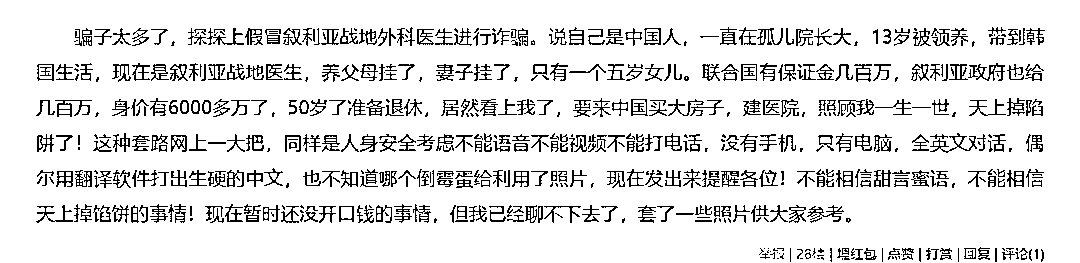 骗子太多了，探探上假冒叙利亚战地外科医生进行诈骗。说自己是中国人，一直在孤儿院长大，13岁被领养，带到韩
国生活，现在是叙利亚战地医生，养父母挂了，妻子挂了，只有一个五岁女儿。联合国有保证金几百万，叙利亚政府也给
几百万，身价有6000多万了，50岁了准备退休，居然看上我了，要来中国买大房子，建医院，照顾我一生一世，天上掉陷
阱了！这种套路网上一大把，同样是人身安全考虑不能语音不能视频不能打电话，没有手机，只有电脑，全英文对话，偶
尔用翻译软件打出生硬的中文，也不知道哪个倒霉蛋给利用了照片，现在发出来提醒各位！不能相信甜言蜜语，不能相信
天上掉馅饼的事情！现在暂时还没开口钱的事情，但我已经聊不下去了，套了一些照片供大家参考。
举报 | 26楼 | 埋红包 | 点赞 | 打赏 | 回复 | 评论(1)